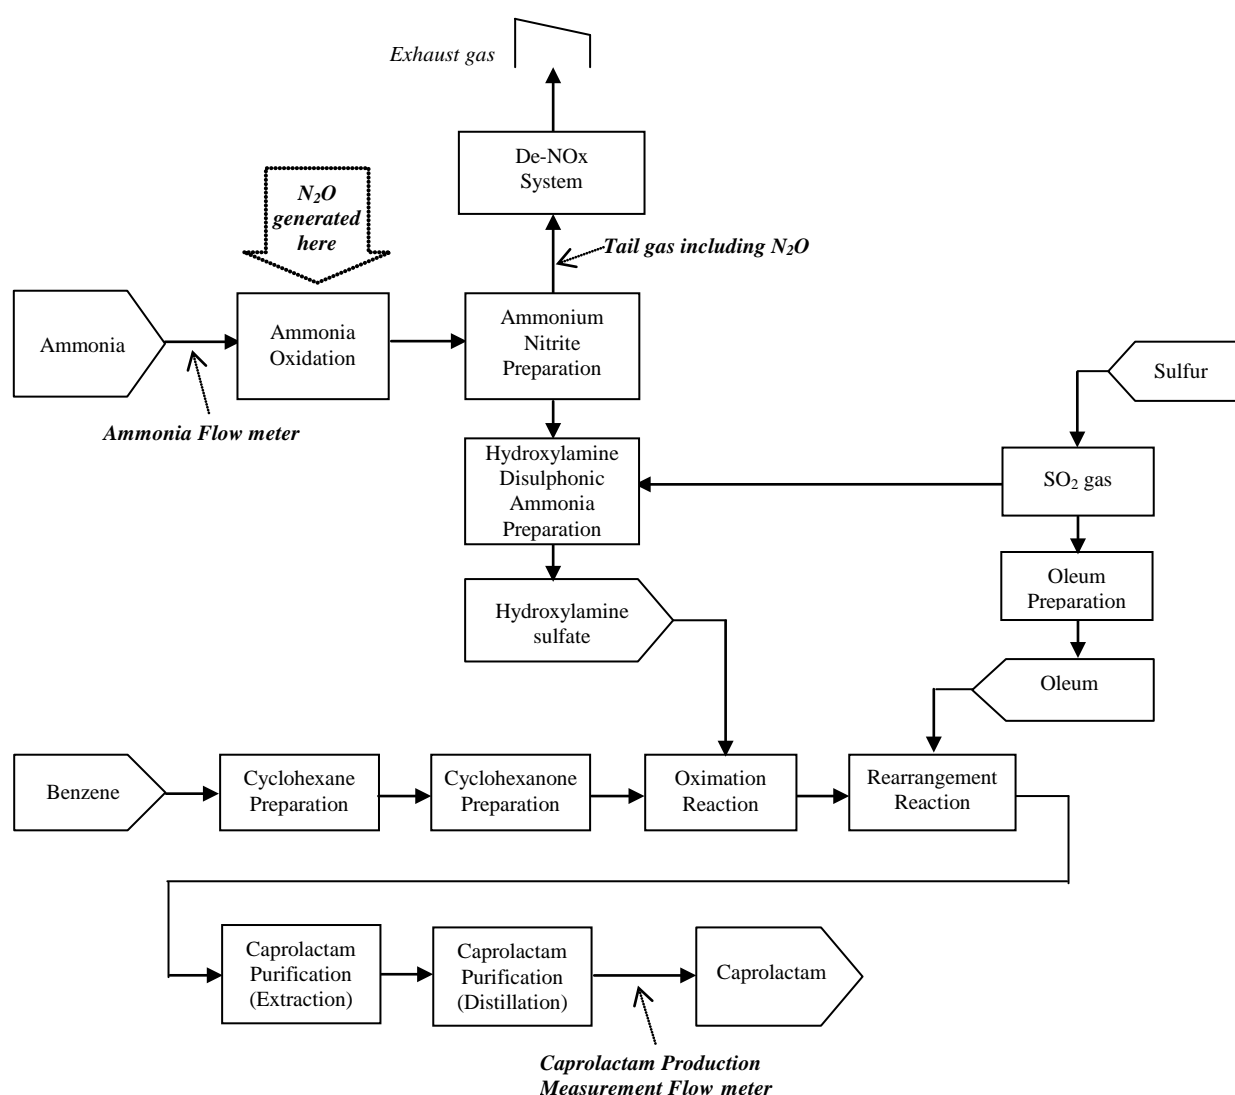 Exhaust gas
De-NOx
System
N₂O
generated
here
Tail gas including N₂O
Ammonia
Ammonia
Oxidation
Ammonium
Nitrite
Preparation
Sulfur
Ammonia Flow meter
Hydroxylamine
Disulphonic
Ammonia
Preparation
SO₂ gas
Oleum
Preparation
Hydroxylamine
sulfate
Oleum
Benzene
Cyclohexane
Preparation
Cyclohexanone
Preparation
Oximation
Reaction
Rearrangement
Reaction
Caprolactam
Purification
(Extraction)
Caprolactam
Purification
(Distillation)
Caprolactam
Caprolactam Production
Measurement Flow meter